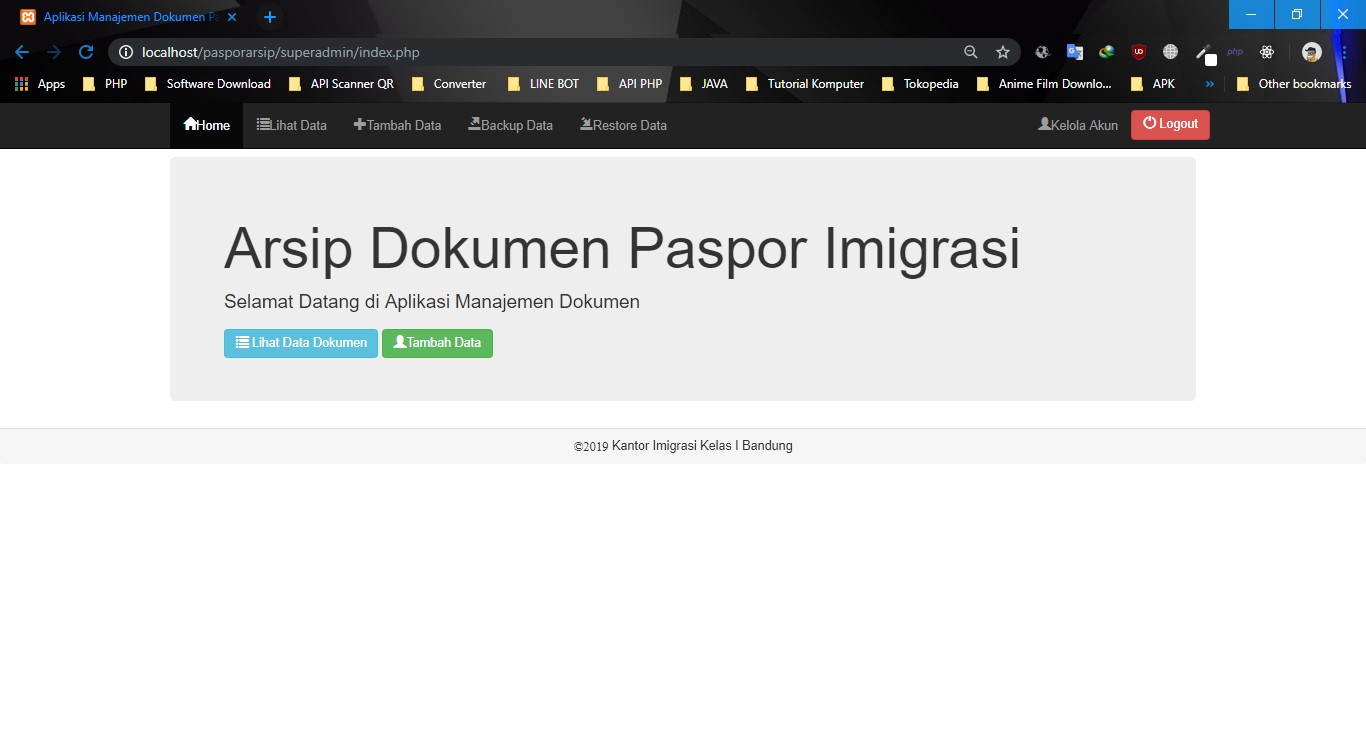 Aplikasi Manajemen Dokumen Pa
localhost/pasporarsip/superadmin/index.php
php
Apps PHP Software Download API Scanner QR Converter LINE BOT API PHP JAVA Tutorial Komputer Tokopedia Anime Film Downlo... APK » Other bookmarks
Home Lihat Data Tambah Data Backup Data Restore Data Kelola Akun Logout
Arsip Dokumen Paspor Imigrasi
Selamat Datang di Aplikasi Manajemen Dokumen
Lihat Data Dokumen Tambah Data
©2019 Kantor Imigrasi Kelas I Bandung